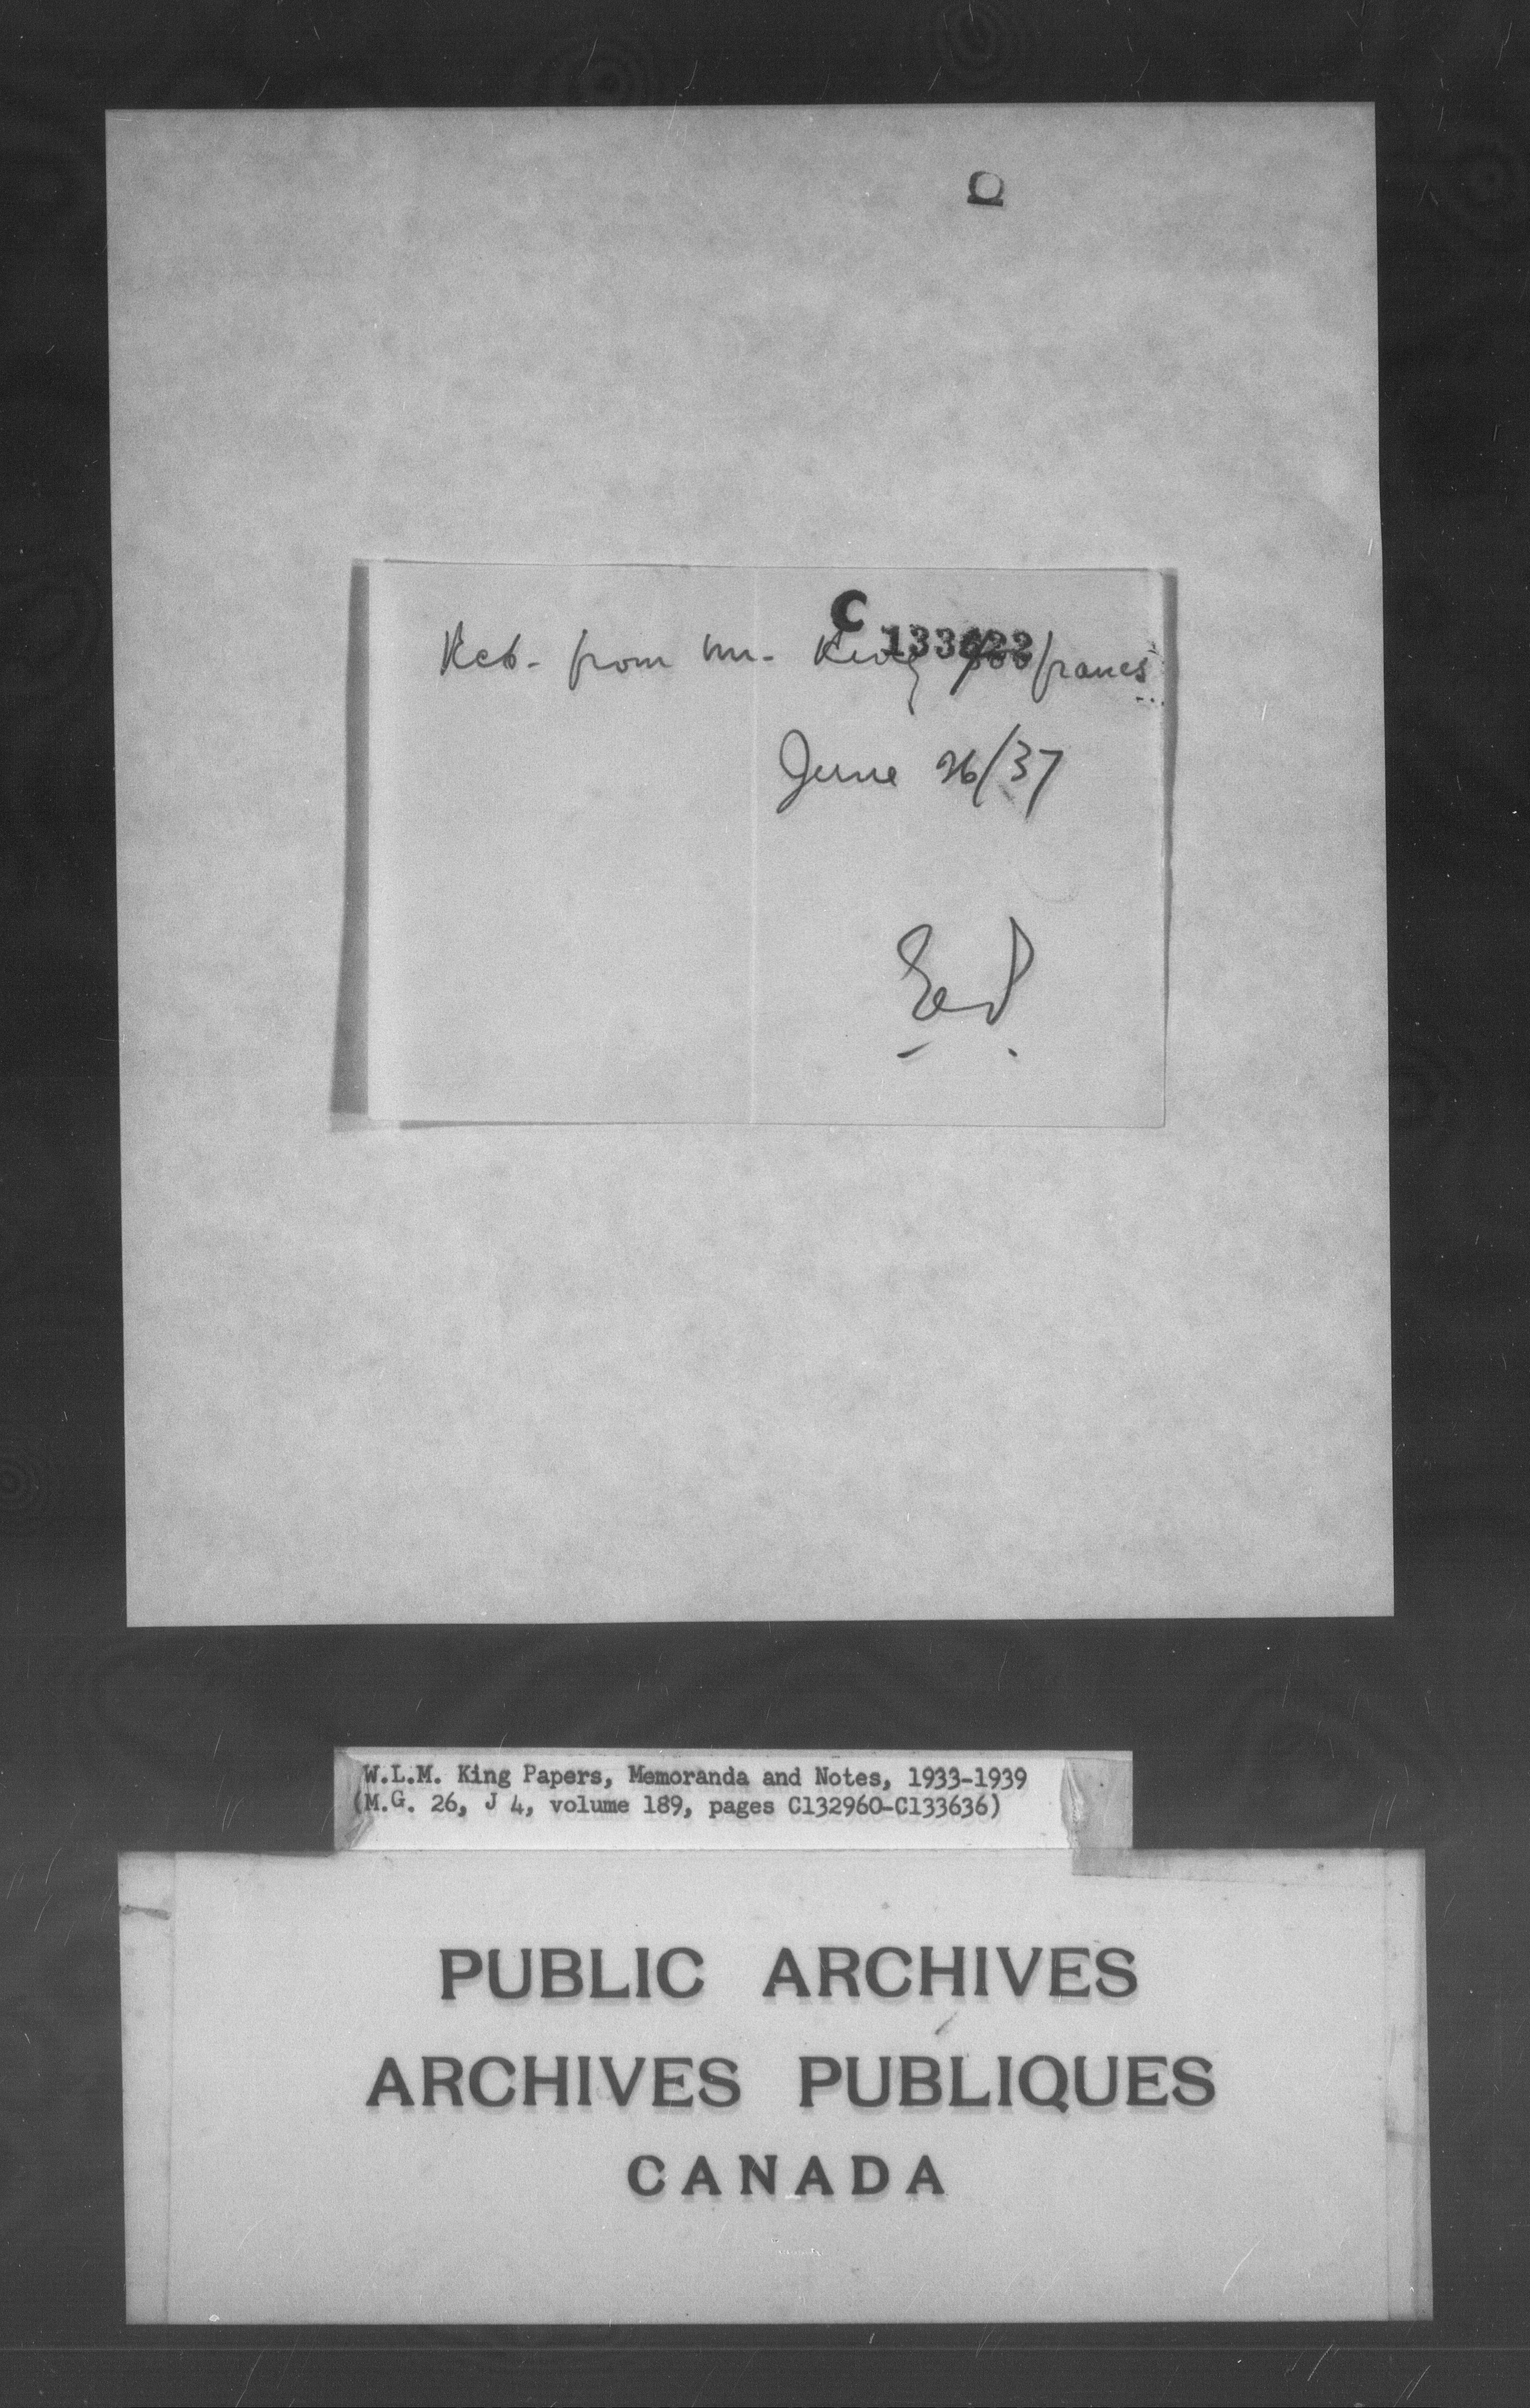 D
C
133622
from Mr. King francs
June 26/37
W.L.M. King Papers, Memoranda and Notes, 1933-1939
(M.G. 26, J 4, volume 189, pages C132960-C133636)
PUBLIC ARCHIVES
ARCHIVES PUBLIQUES
CANADA